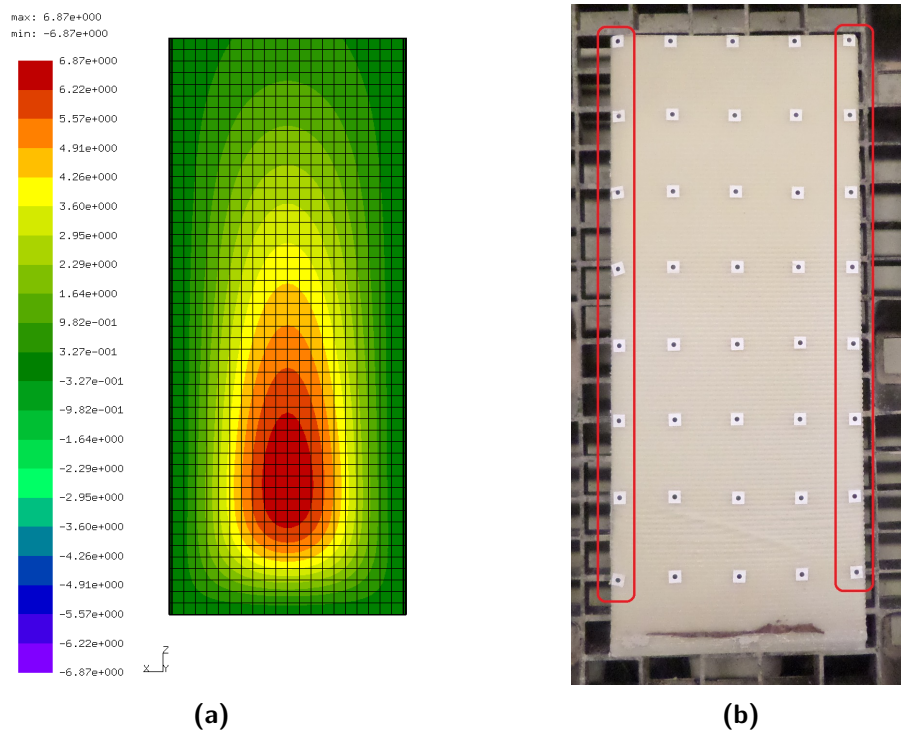 max: 6.87e+000
min: -6.87e+000
6.87e+000
6.22e+000
5.57e+000
4.91e+000
4.26e+000
3.60e+000
2.95e+000
2.29e+000
1.64e+000
9.82e-001
3.27e-001
-3.27e-001
-9.82e-001
-1.64e+000
-2.29e+000
-2.95e+000
-3.60e+000
-4.26e+000
-4.91e+000
-5.57e+000
-6.22e+000
-6.87e+000
Z
X Y
(a)
(b)